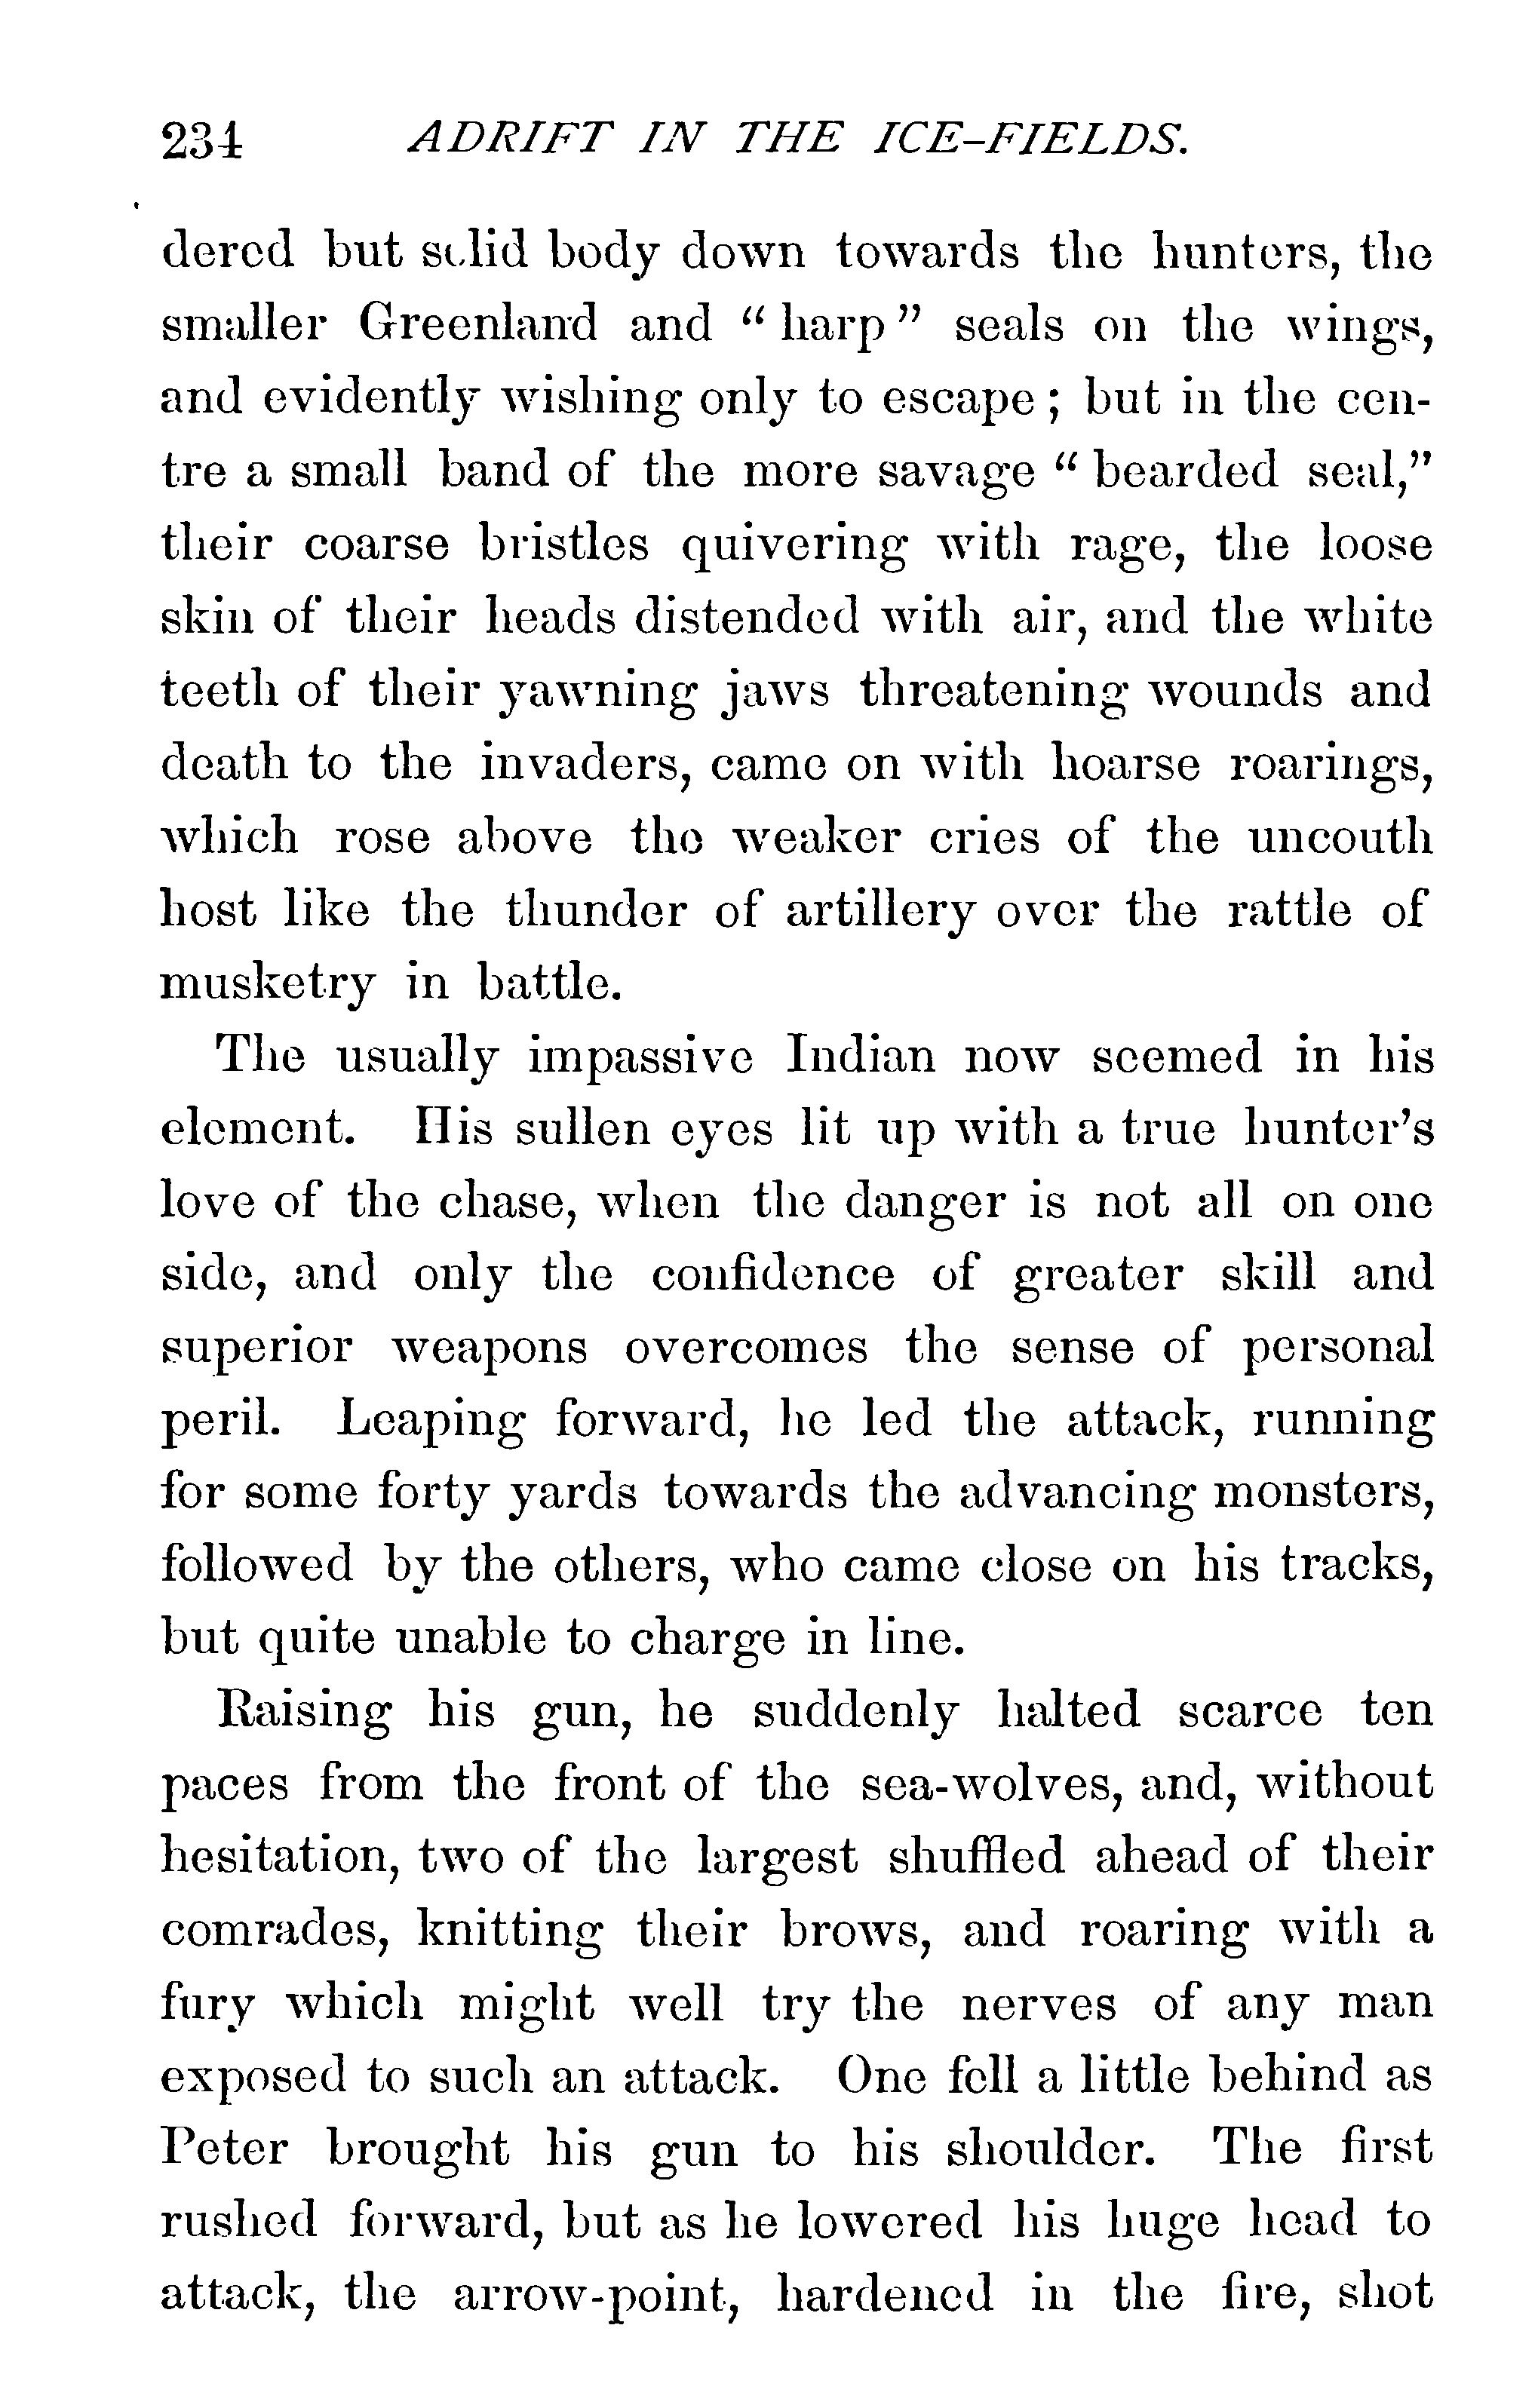 234 ADRIFT IN THE ICE-FIELDS.
dered but solid body down towards the hunters, the
smaller Greenland and “harp” seals on the wings,
and evidently wishing only to escape; but in the cen-
tre a small band of the more savage “bearded seal,”
their coarse bristles quivering with rage, the loose
skin of their heads distended with air, and the white
teeth of their yawning jaws threatening wounds and
death to the invaders, came on with hoarse roarings,
which rose above the weaker cries of the uncouth
host like the thunder of artillery over the rattle of
musketry in battle.
The usually impassive Indian now seemed in his
element. His sullen eyes lit up with a true hunter’s
love of the chase, when the danger is not all on one
side, and only the confidence of greater skill and
superior weapons overcomes the sense of personal
peril. Leaping forward, he led the attack, running
for some forty yards towards the advancing monsters,
followed by the others, who came close on his tracks,
but quite unable to charge in line.
Raising his gun, he suddenly halted scarce ten
paces from the front of the sea-wolves, and, without
hesitation, two of the largest shuffled ahead of their
comrades, knitting their brows, and roaring with a
fury which might well try the nerves of any man
exposed to such an attack. One fell a little behind as
Peter brought his gun to his shoulder. The first
rushed forward, but as he lowered his huge head to
attack, the arrow-point, hardened in the fire, shot